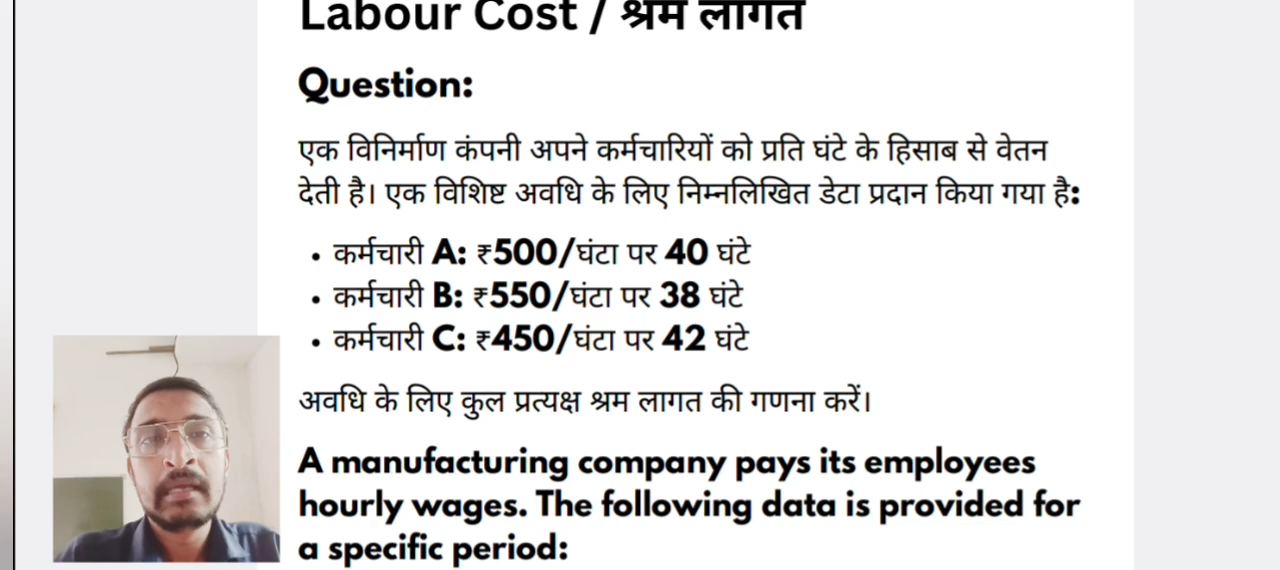 Labour Cost / श्रम लागत
Question:
एक विनिर्माण कंपनी अपने कर्मचारियों को प्रति घंटे के हिसाब से वेतन
देती है। एक विशिष्ट अवधि के लिए निम्नलिखित डेटा प्रदान किया गया है:
• कर्मचारी A: ₹500/घंटा पर 40 घंटे
• कर्मचारी B: ₹550/घंटा पर 38 घंटे
• कर्मचारी C: ₹450/घंटा पर 42 घंटे
अवधि के लिए कुल प्रत्यक्ष श्रम लागत की गणना करें।
A manufacturing company pays its employees
hourly wages. The following data is provided for
a specific period: